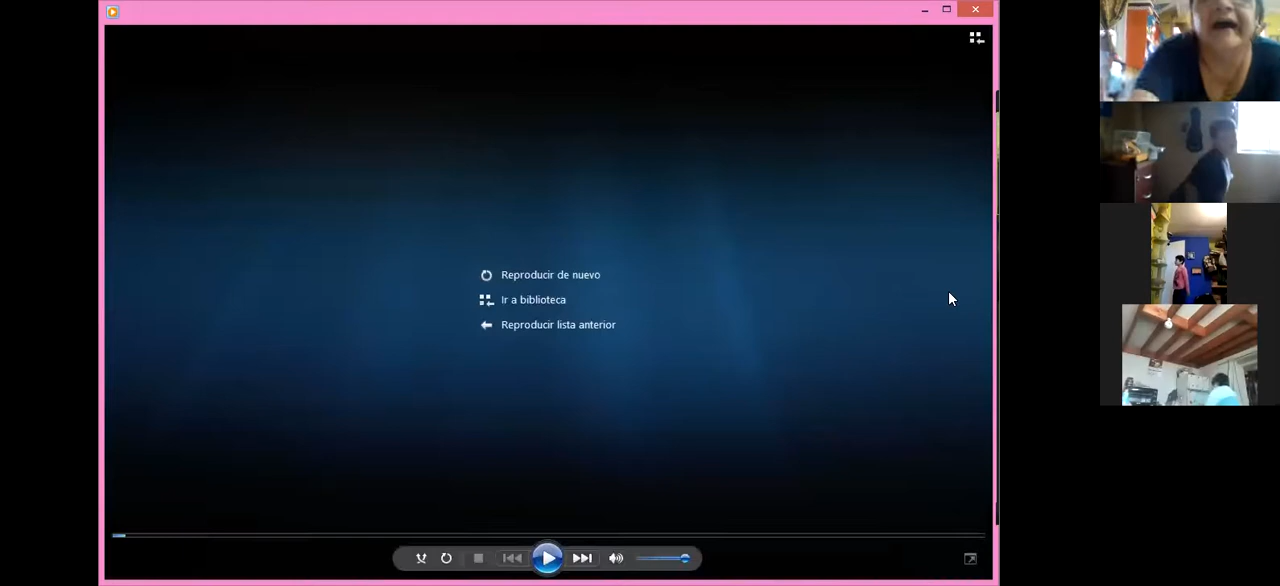 Reproducir de nuevo
Ir a biblioteca
Reproducir lista anterior